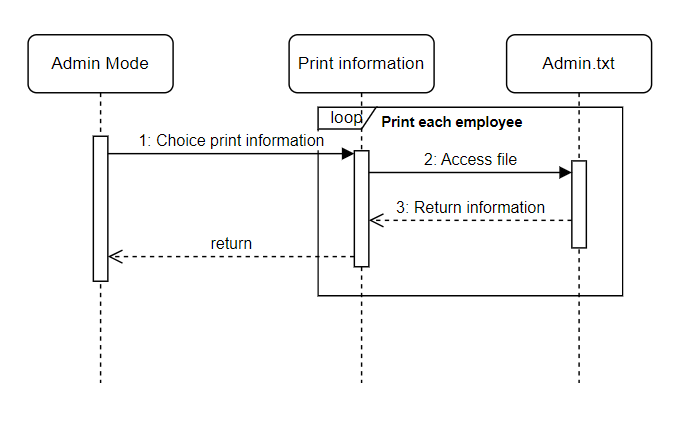 Admin Mode
Print information
Admin.txt
loop
Print each employee
1: Choice print information
2: Access file
3: Return information
return